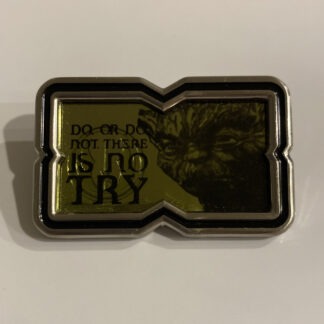 DO. OR DO
NOT. THERE
IS NO
TRY